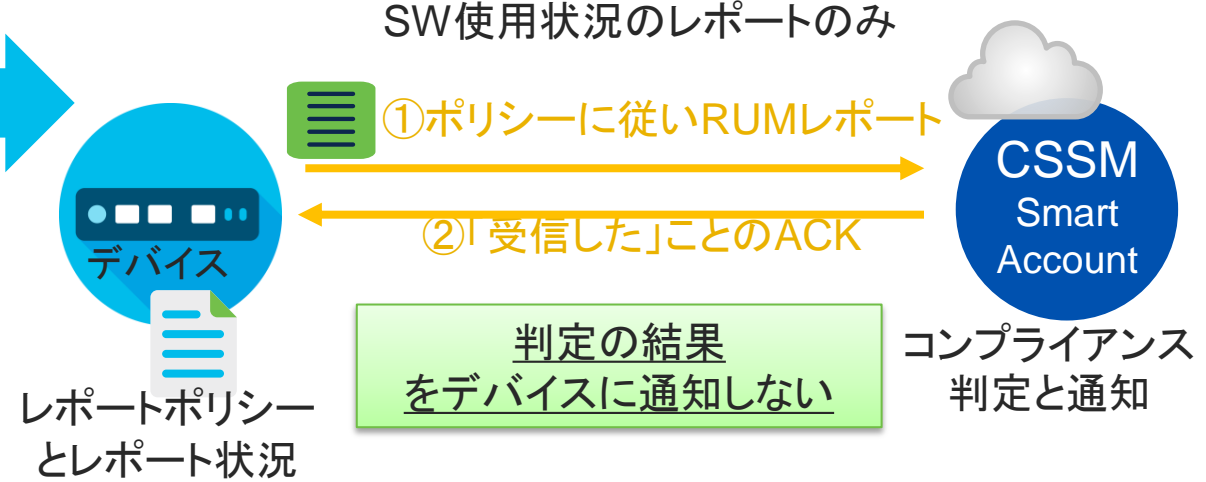 SW使用状況のレポートのみ
①ポリシーに従いRUMレポート
②「受信した」ことのACK
デバイス
CSSM
Smart
Account
判定の結果
をデバイスに通知しない
コンプライアンス
判定と通知
レポートポリシー
とレポート状況